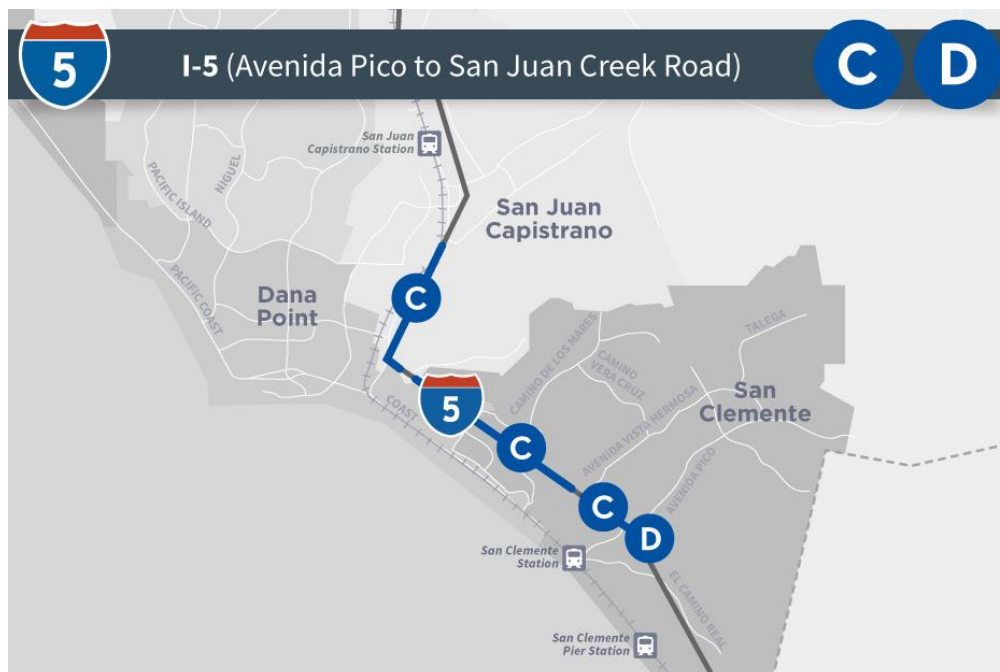 5
I-5 (Avenida Pico to San Juan Creek Road)
C
D
San Juan
Capistrano Station
PACIFIC ISLAND
NIGUEL
San Juan
Capistrano
PACIFIC COAST
Dana
Point
C
TALEGA
CAMINO DE LOS MARES
CAMINO
VERA CRUZ
5
COAST
San
Clemente
AVENIDA VISTA HERMOSA
C
AVENIDA PICO
C
D
San Clemente
Station
EL CAMINO REAL
San Clemente
Pier Station